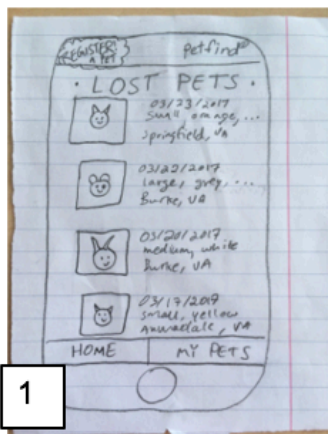 REGISTER
A PET
petfind
· LOST PETS ·
03/23/2017
small, orange, ...
Springfield, VA
03/22/2017
large, grey, ...
Burke, VA
03/20/2017
medium, white
Burke, VA
03/17/2017
small, yellow
Annandale, VA
HOME
MY PETS
1